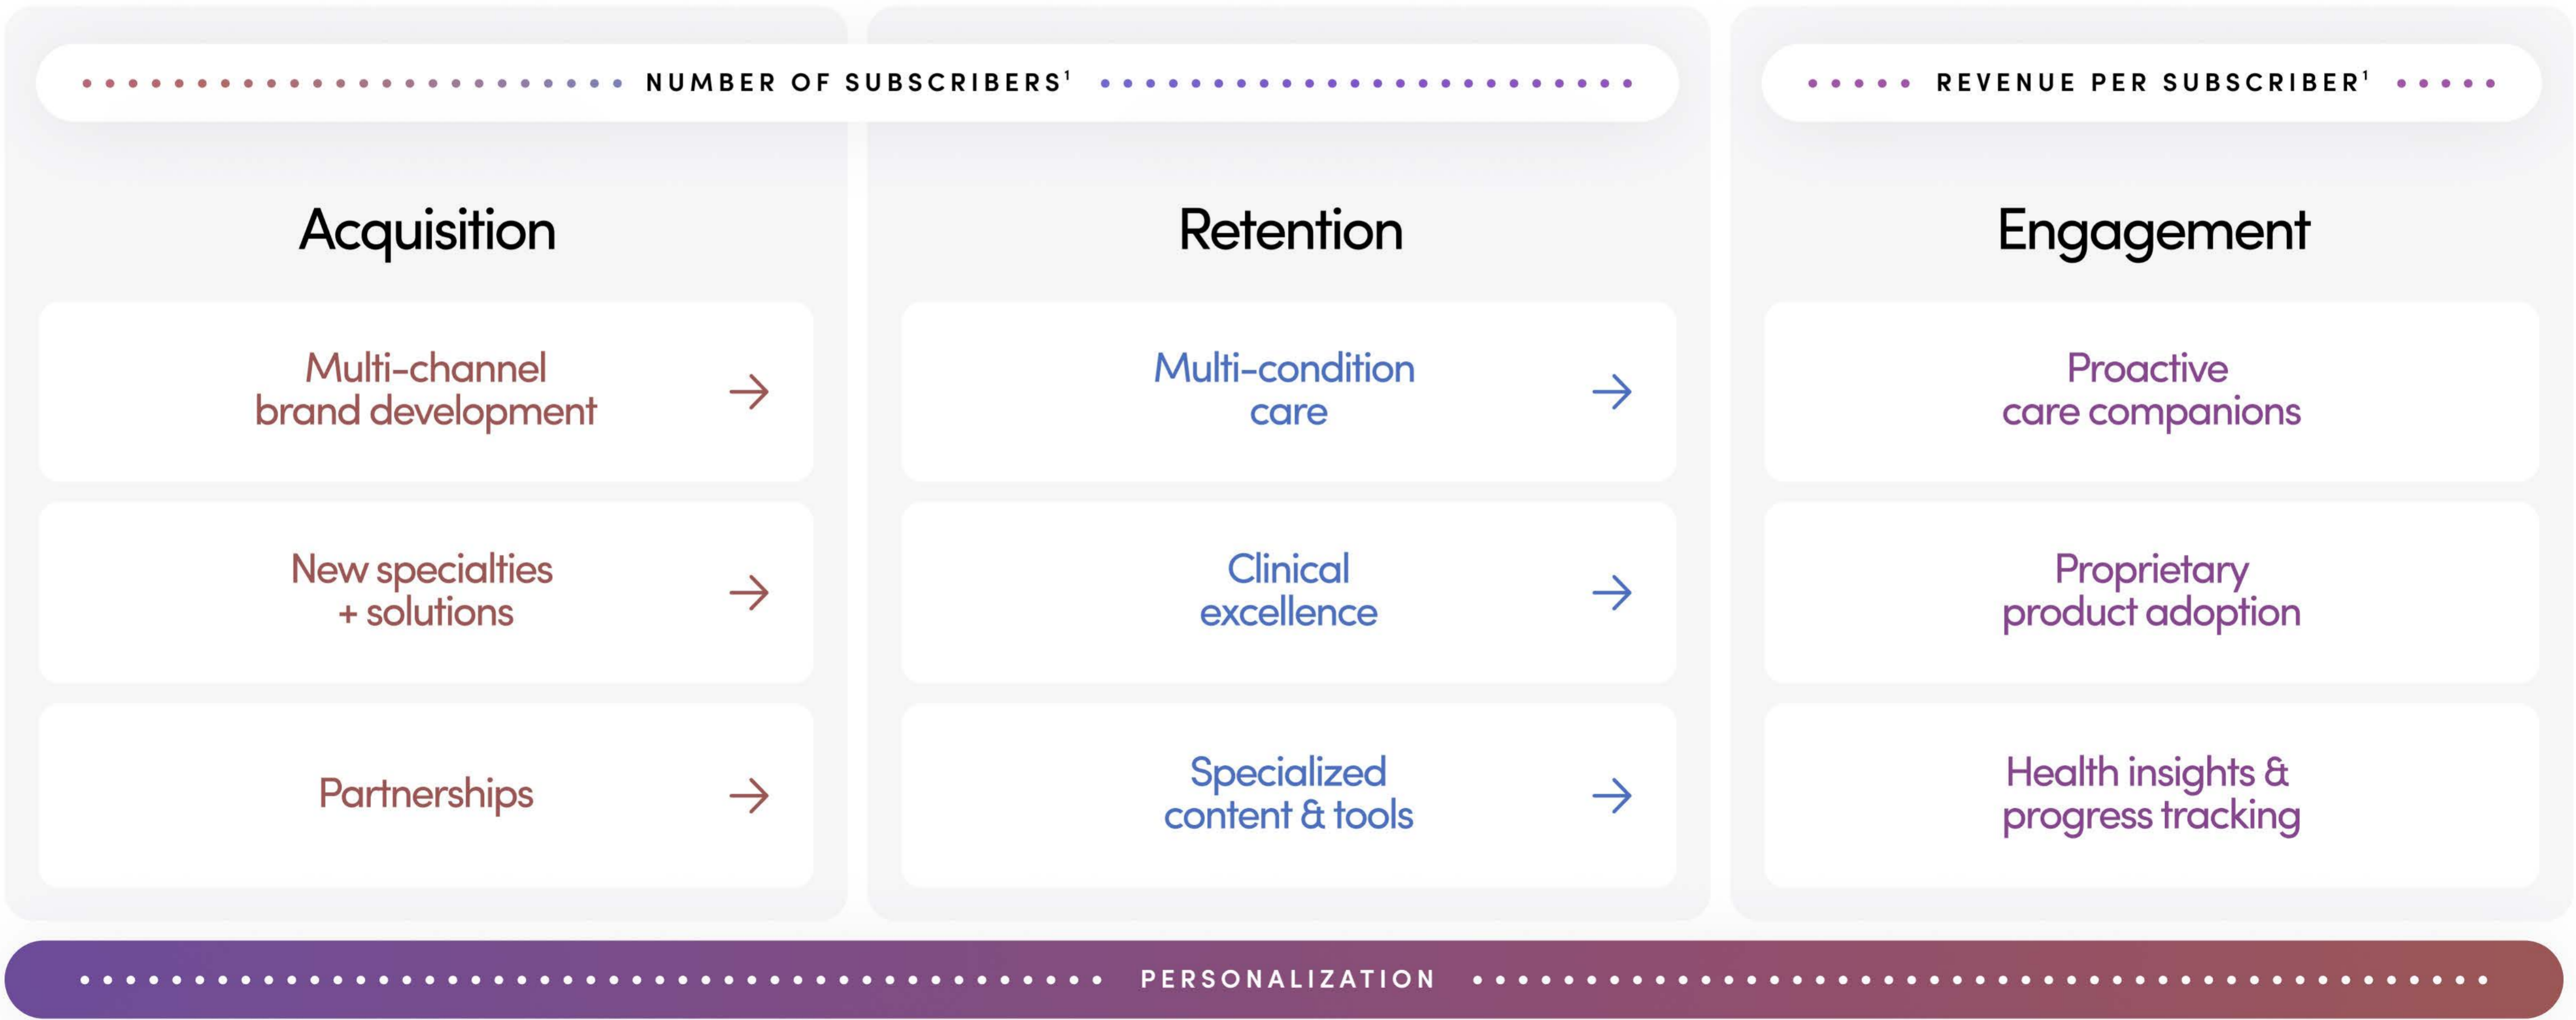 NUMBER OF SUBSCRIBERS¹
REVENUE PER SUBSCRIBER¹
Acquisition
Multi-channel
brand development
New specialties
+ solutions
Partnerships
Retention
Multi-condition
care
Clinical
excellence
Specialized
content & tools
Engagement
Proactive
care companions
Proprietary
product adoption
Health insights &
progress tracking
PERSONALIZATION